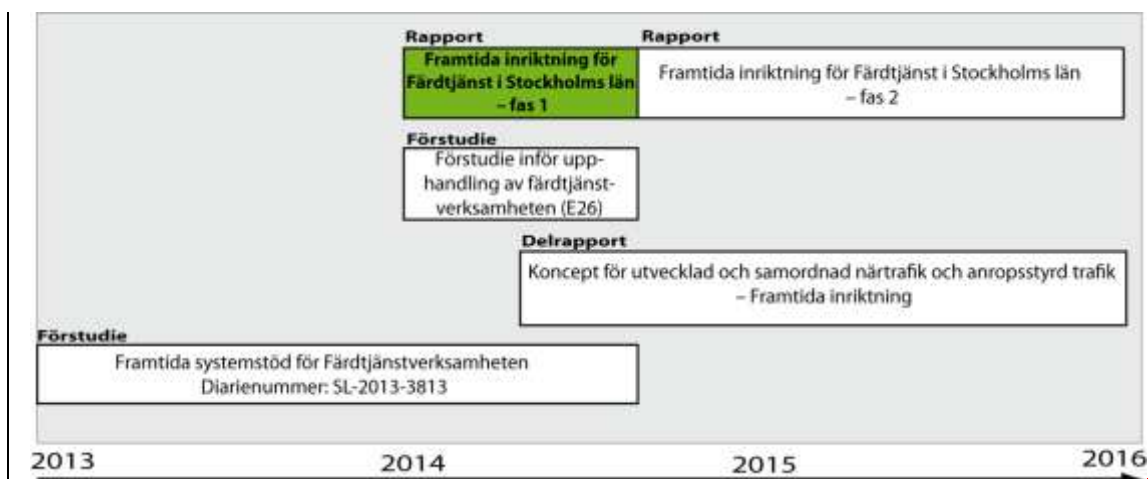 Rapport
Framtida inriktning för
Färdtjänst i Stockholms län
– fas 1
Rapport
Framtida inriktning för Färdtjänst i Stockholms län
– fas 2
Förstudie
Förstudie inför upp-
handling av färdtjänst-
verksamheten (E26)
Delrapport
Koncept för utvecklad och samordnad närtrafik och anropsstyrd trafik
– Framtida inriktning
Förstudie
Framtida systemstöd för Färdtjänstverksamheten
Diarienummer: SL-2013-3813
2013
2014
2015
2016